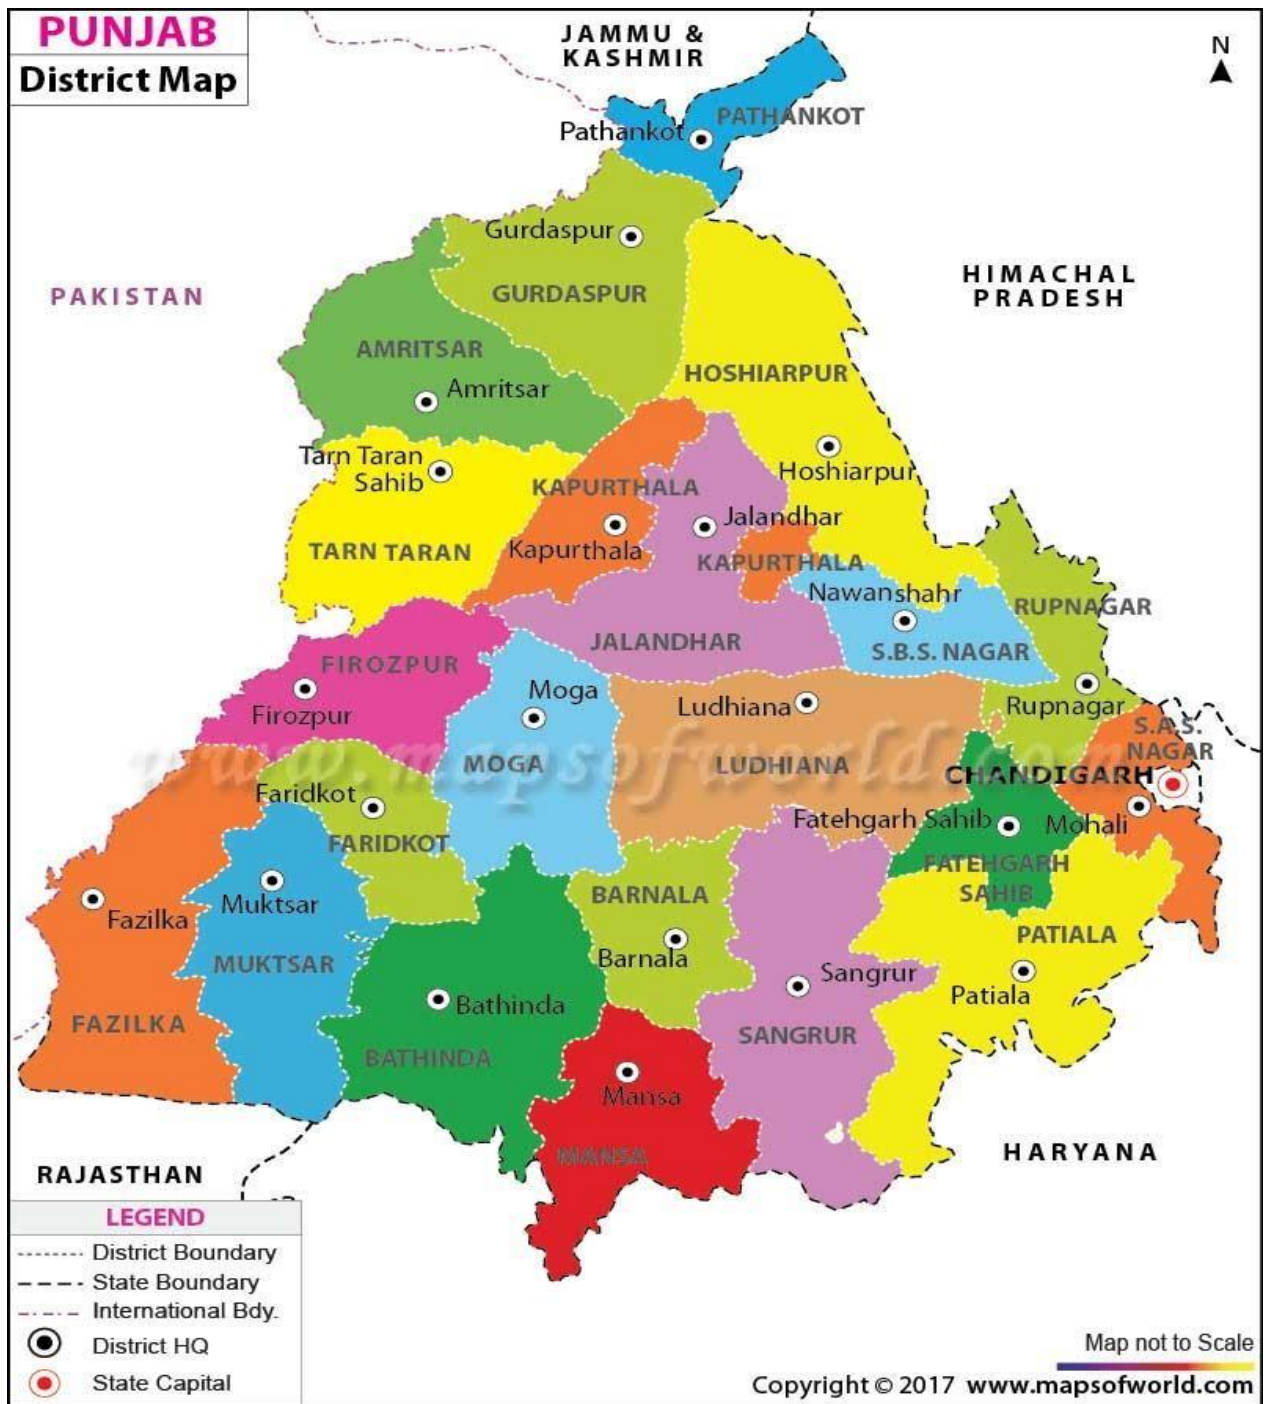 PUNJAB
District Map
JAMMU &
KASHMIR
N
PATHANKOT
Pathankot
Gurdaspur
GURDASPUR
PAKISTAN
HIMACHAL
PRADESH
AMRITSAR
Amritsar
HOSHIARPUR
Hoshiarpur
Tarn Taran
Sahib
TARN TARAN
KAPURTHALA
Kapurthala
Jalandhar
KAPURTHALA
Nawanshahr
RUPNAGAR
JALANDHAR
S.B.S. NAGAR
FIROZPUR
Firozpur
Moga
MOGA
Ludhiana
LUDHIANA
Rupnagar
S.A.S.
NAGAR
www.mapsofworld.com
CHANDIGARH
Faridkot
FARIDKOT
Fatehgarh Sahib
Mohali
FATEHGARH
SAHIB
Fazilka
FAZILKA
Muktsar
MUKTSAR
BARNALA
Barnala
PATIALA
Patiala
Bathinda
BATHINDA
Sangrur
SANGRUR
Mansa
MANSA
RAJASTHAN
HARYANA
LEGEND
District Boundary
State Boundary
International Bdy.
District HQ
State Capital
Map not to Scale
Copyright © 2017 www.mapsofworld.com